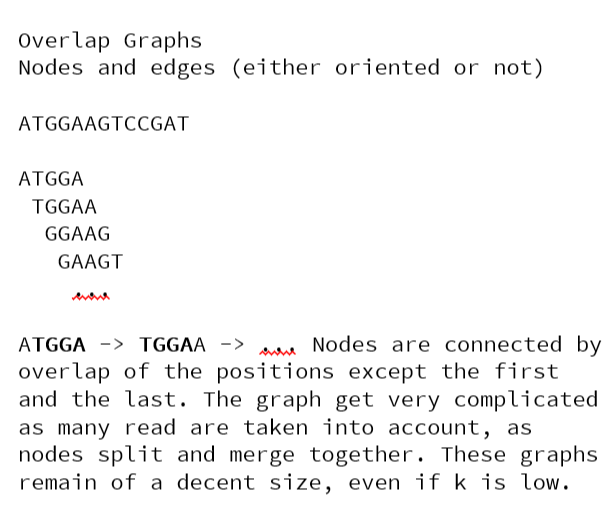 Overlap Graphs
Nodes and edges (either oriented or not)
ATGGAAGTCCGAT
ATGGA
TGGAA
GGAAG
GAAGT
...
ATGGA -> TGGAA -> ... Nodes are connected by
overlap of the positions except the first
and the last. The graph get very complicated
as many read are taken into account, as
nodes split and merge together. These graphs
remain of a decent size, even if k is low.